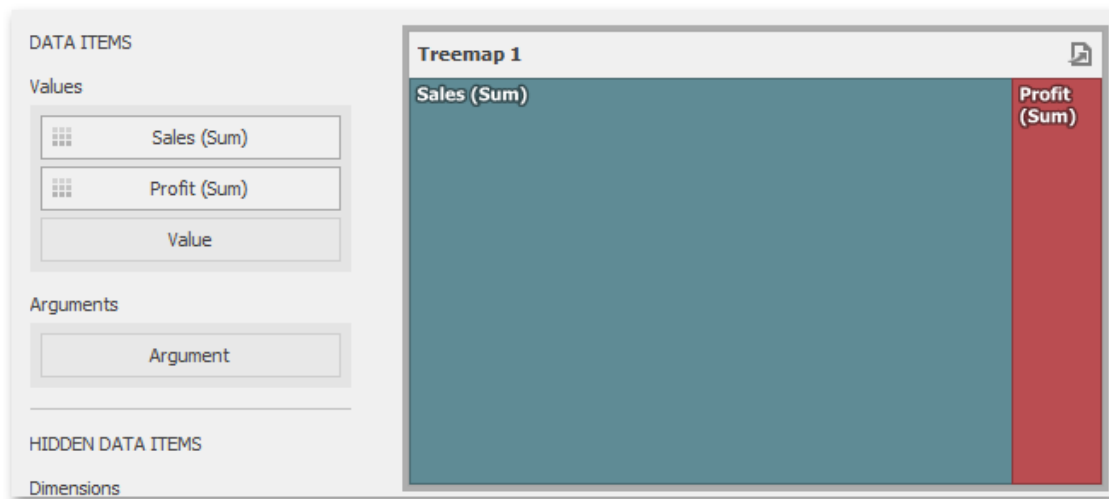 DATA ITEMS
Values
Sales (Sum)
Profit (Sum)
Value
Arguments
Argument
HIDDEN DATA ITEMS
Dimensions
Treemap 1
Sales (Sum)
Profit
(Sum)